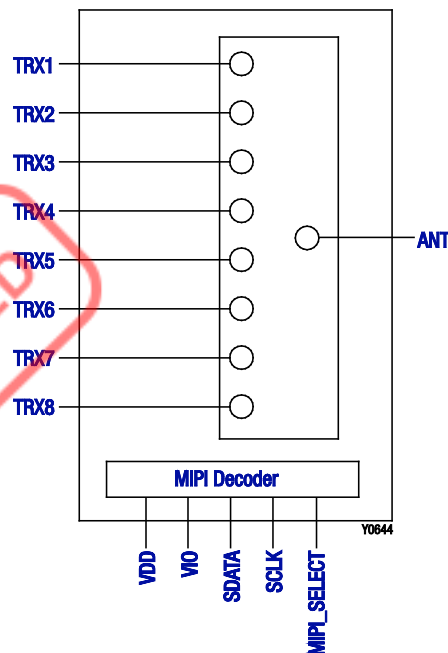 TRX1
TRX2
TRX3
TRX4
ANT
TRX5
TRX6
TRX7
TRX8
MIPI Decoder
Y0644
VDD
VIO
SDATA
SCLK
MIPI_SELECT